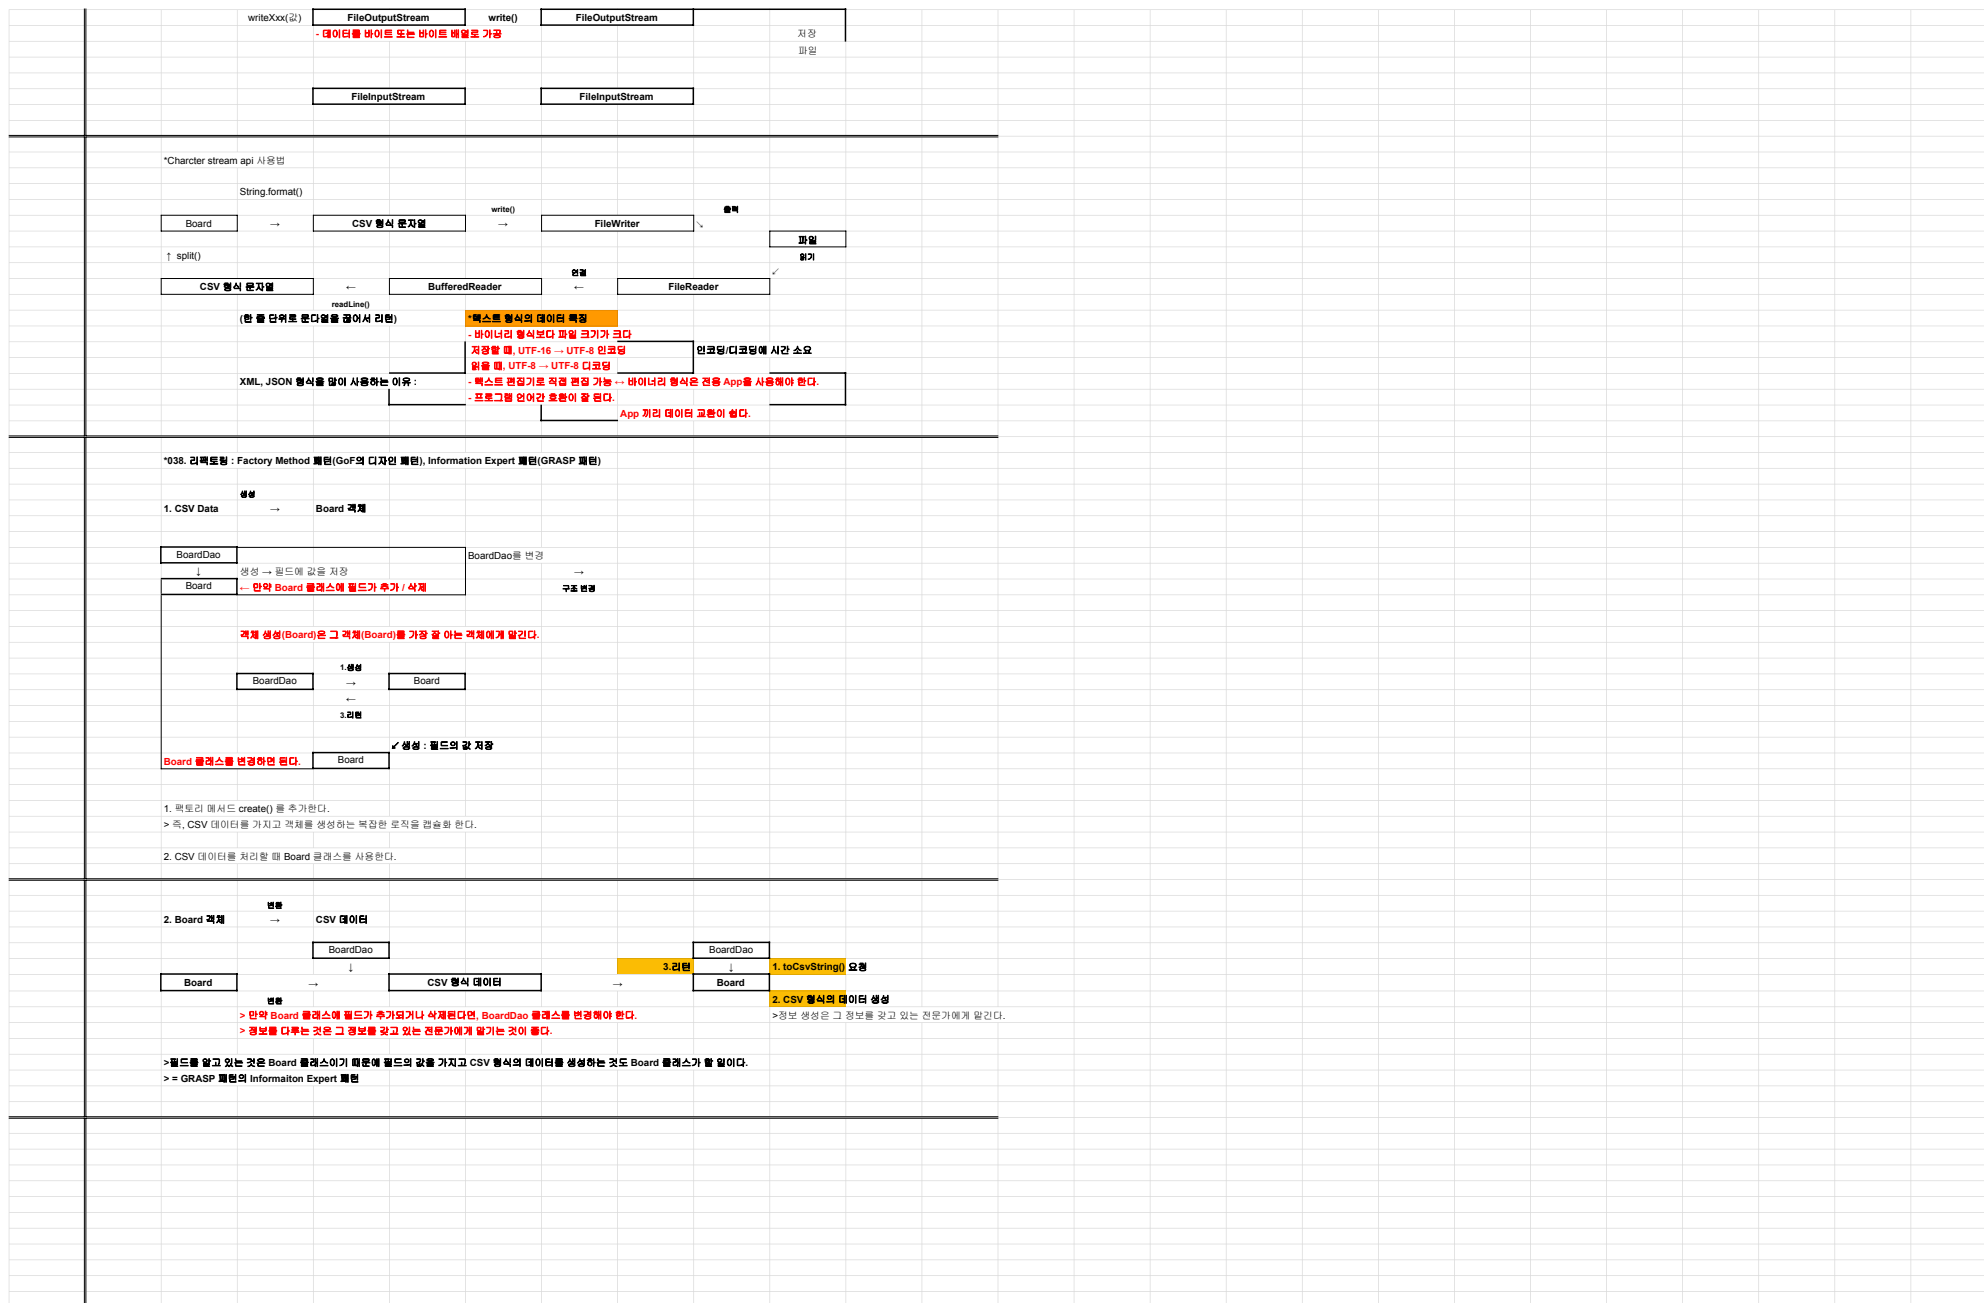 writeXxx(값) FileOutputStream write() FileOutputStream
- 데이터를 바이트 또는 바이트 배열로 가공 저장
파일
FileInputStream FileInputStream
*Charcter stream api 사용법
String.format()
write() 출력
Board → CSV 형식 문자열 → FileWriter ↘
파일
↑ split() 읽기
연결 ↙
CSV 형식 문자열 ← BufferedReader ← FileReader
readLine()
(한 줄 단위로 문다열을 끊어서 리턴) *텍스트 형식의 데이터 특징
- 바이너리 형식보다 파일 크기가 크다
저장할 때, UTF-16 → UTF-8 인코딩 인코딩/디코딩에 시간 소요
읽을 때, UTF-8 → UTF-8 디코딩
XML, JSON 형식을 많이 사용하는 이유 : - 텍스트 편집기로 직접 편집 가능 ↔ 바이너리 형식은 전용 App을 사용해야 한다.
- 프로그램 언어간 호환이 잘 된다.
App 끼리 데이터 교환이 쉽다.
*038. 리팩토링 : Factory Method 패턴(GoF의 디자인 패턴), Information Expert 패턴(GRASP 패턴)
생성
1. CSV Data → Board 객체
BoardDao BoardDao를 변경
↓ 생성 → 필드에 값을 저장 →
Board ← 만약 Board 클래스에 필드가 추가 / 삭제 구조 변경
객체 생성(Board)은 그 객체(Board)를 가장 잘 아는 객체에게 맡긴다.
1.생성
BoardDao → Board
←
3.리턴
↙ 생성 : 필드의 값 저장
Board 클래스를 변경하면 된다. Board
1. 팩토리 메서드 create() 를 추가한다.
> 즉, CSV 데이터를 가지고 객체를 생성하는 복잡한 로직을 캡슐화 한다.
2. CSV 데이터를 처리할 때 Board 클래스를 사용한다.
변환
2. Board 객체 → CSV 데이터
BoardDao BoardDao
↓ 3.리턴 ↓ 1. toCsvString() 요청
Board → CSV 형식 데이터 → Board
변환 2. CSV 형식의 데이터 생성
> 만약 Board 클래스에 필드가 추가되거나 삭제된다면, BoardDao 클래스를 변경해야 한다. >정보 생성은 그 정보를 갖고 있는 전문가에게 맡긴다.
> 정보를 다루는 것은 그 정보를 갖고 있는 전문가에게 맡기는 것이 좋다.
>필드를 알고 있는 것은 Board 클래스이기 때문에 필드의 값을 가지고 CSV 형식의 데이터를 생성하는 것도 Board 클래스가 할 일이다.
> = GRASP 패턴의 Informaiton Expert 패턴